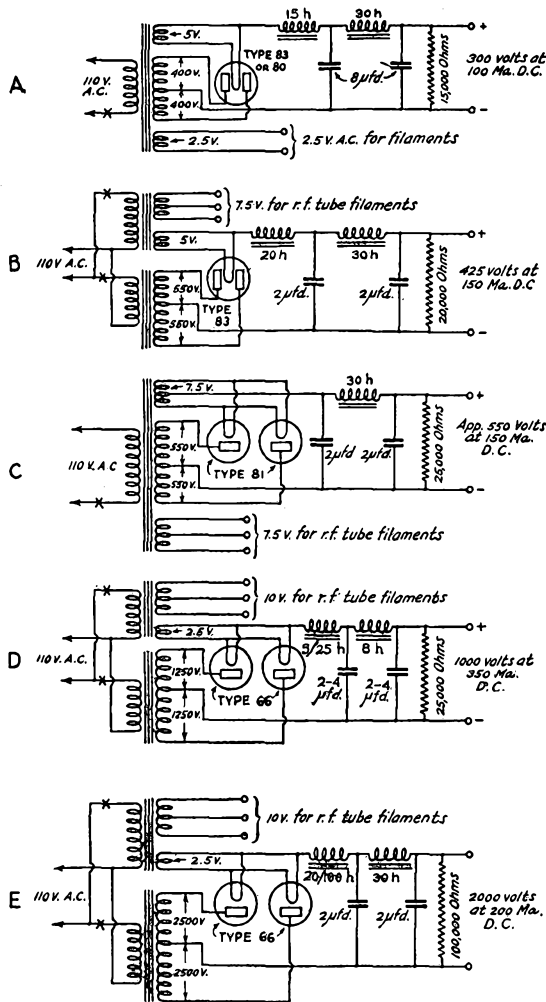 A
110 V.
A.C.
5V.
400V.
400V.
2.5 V.
TYPE 83
OR 80
15 h
30 h
8 µfd.
15,000 Ohms
+
-
300 volts at
100 Ma. D.C.
2.5 V. A.C. for filaments
B
110 V A.C.
7.5 V. for r.f. tube filaments
5V.
550V.
550V.
TYPE
83
20 h
30 h
2 µfd.
2 µfd.
20,000 Ohms
+
-
425 volts at
150 Ma. D.C
C
110 V. A.C
7.5 V.
550V.
550V.
TYPE 81
30 h
2 µfd
2 µfd.
25,000 Ohms
+
-
App. 550 Volts
at 150 Ma.
D.C.
7.5 V. for r.f. tube filaments
D
110 V. A.C.
10 v. for r.f. tube filaments
2.5 V.
1250V.
1250V.
TYPE 66
5/25 h
8 h
2-4
µfd.
2-4
µfd.
25,000 Ohms
+
-
1000 volts at
350 Ma.
D.C.
E
110 V. A.C.
10 V. for r.f. tube filaments
2.5 V.
2500V
2500V.
TYPE 66
20/100 h
30 h
2 µfd.
2 µfd.
100,000 Ohms
2000 volts
at 200 Ma.
D.C.